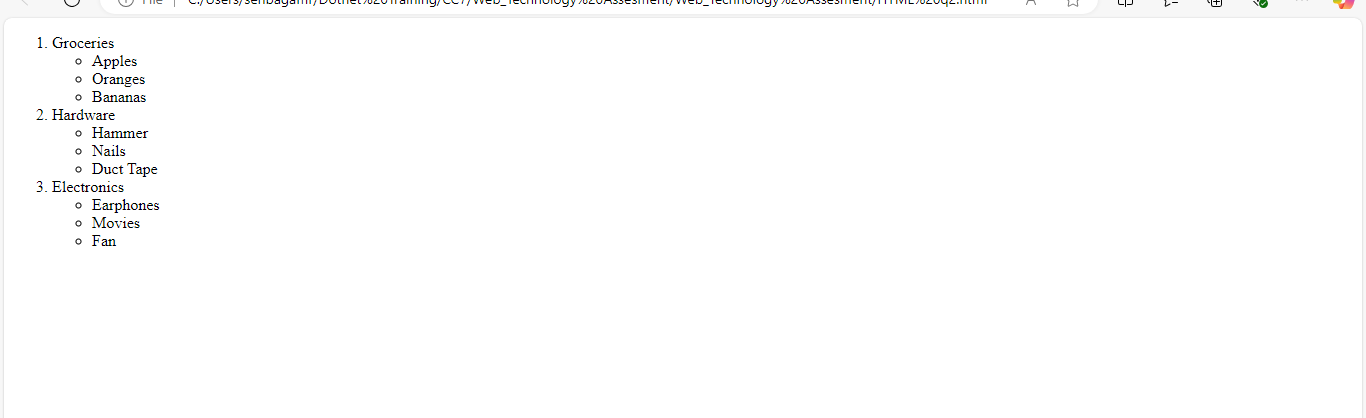 File
C:/Users/senbagamr/Dotnet%20Training/CC7/Web_Technology%20Assesment/Web_Technology%20Assesment/HTML%20q2.html
1. Groceries
Apples
Oranges
Bananas
2. Hardware
Hammer
Nails
Duct Tape
3. Electronics
Earphones
Movies
Fan